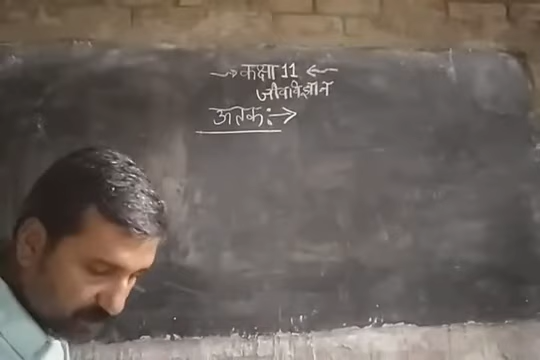 → कक्षा 11 ←
जीवविज्ञान
ऊतक :→